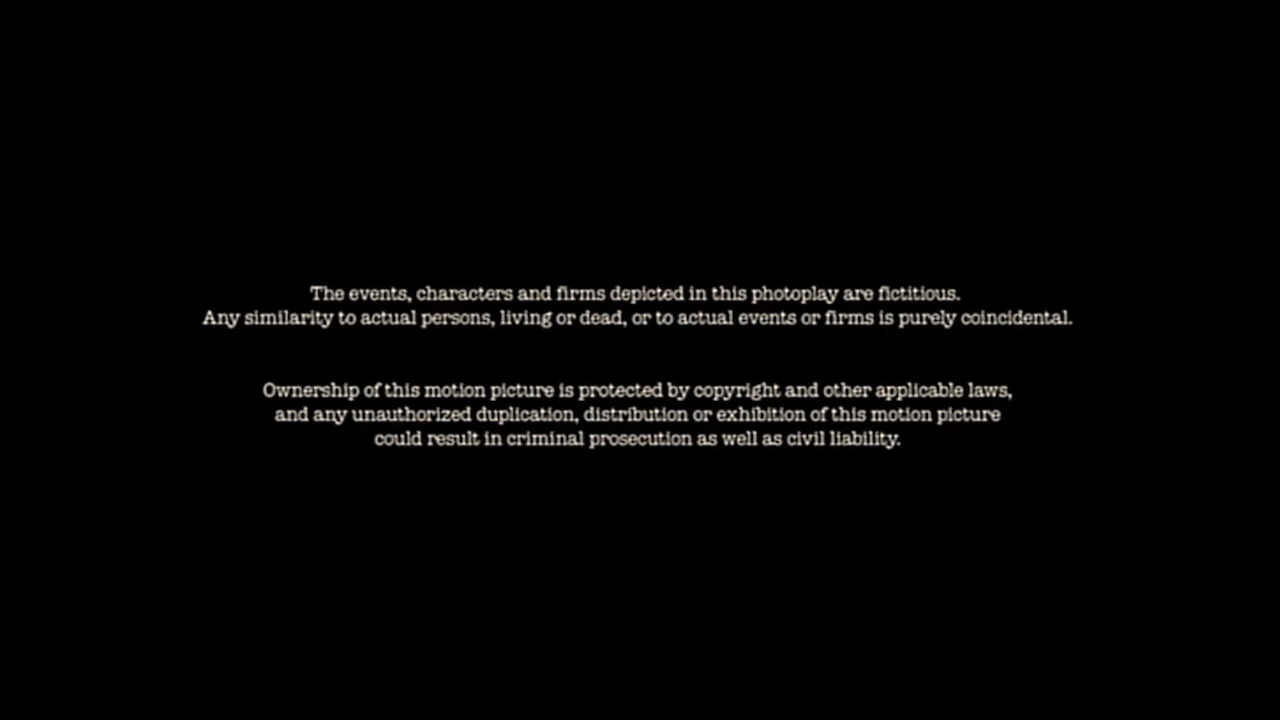 The events, characters and firms depicted in this photoplay are fictitious.
Any similarity to actual persons, living or dead, or to actual events or firms is purely coincidental.
Ownership of this motion picture is protected by copyright and other applicable laws,
and any unauthorized duplication, distribution or exhibition of this motion picture
could result in criminal prosecution as well as civil liability.